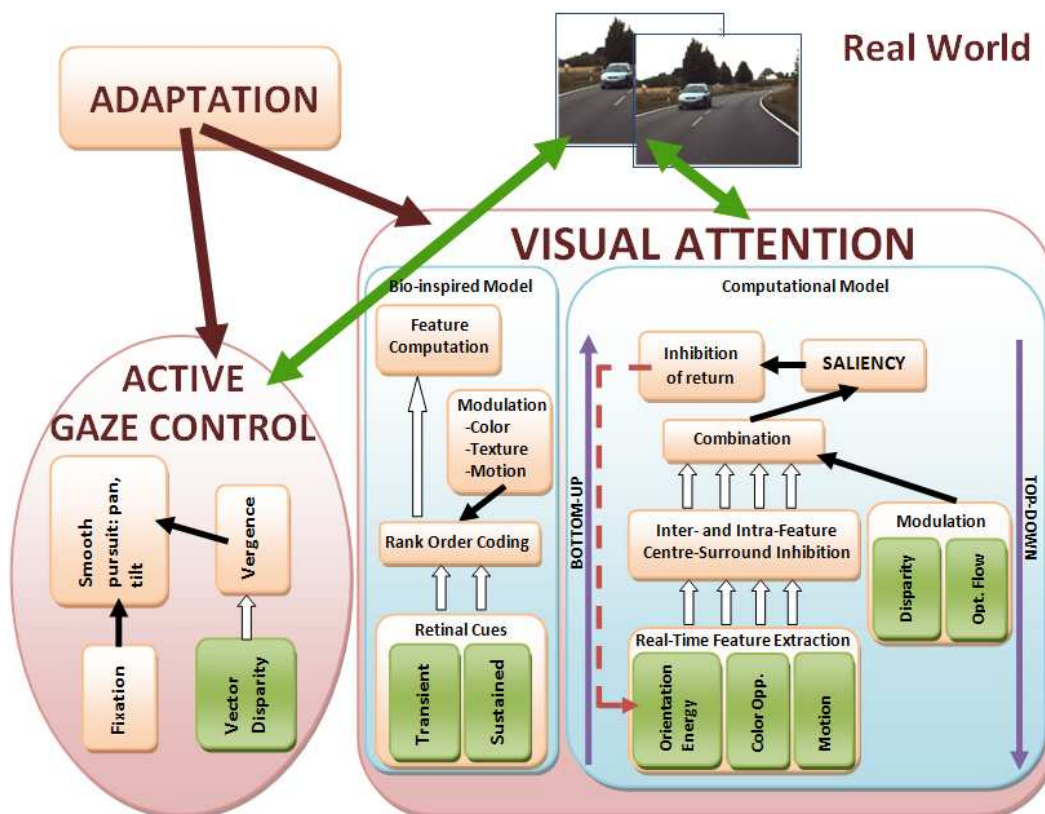 Real World
ADAPTATION
VISUAL ATTENTION
Bio-inspired Model
Feature
Computation
Modulation
-Color
-Texture
-Motion
Rank Order Coding
Retinal Cues
Transient
Sustained
Computational Model
BOTTOM-UP
TOP-DOWN
Inhibition
of return
SALIENCY
Combination
Inter- and Intra-Feature
Centre-Surround Inhibition
Modulation
Disparity
Opt. Flow
Real-Time Feature Extraction
Orientation
Energy
Color Opp.
Motion
ACTIVE
GAZE CONTROL
Smooth
pursuit: pan,
tilt
Vergence
Fixation
Vector
Disparity